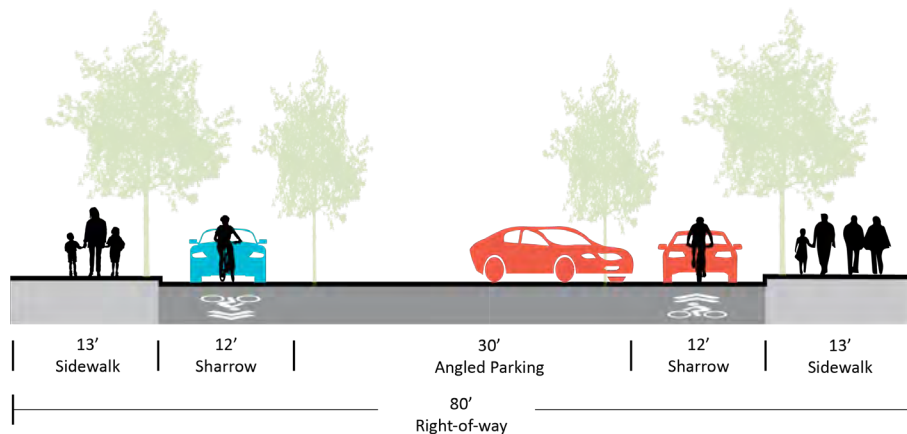 13’
Sidewalk
12’
Sharrow
30’
Angled Parking
12’
Sharrow
13’
Sidewalk
80’
Right-of-way